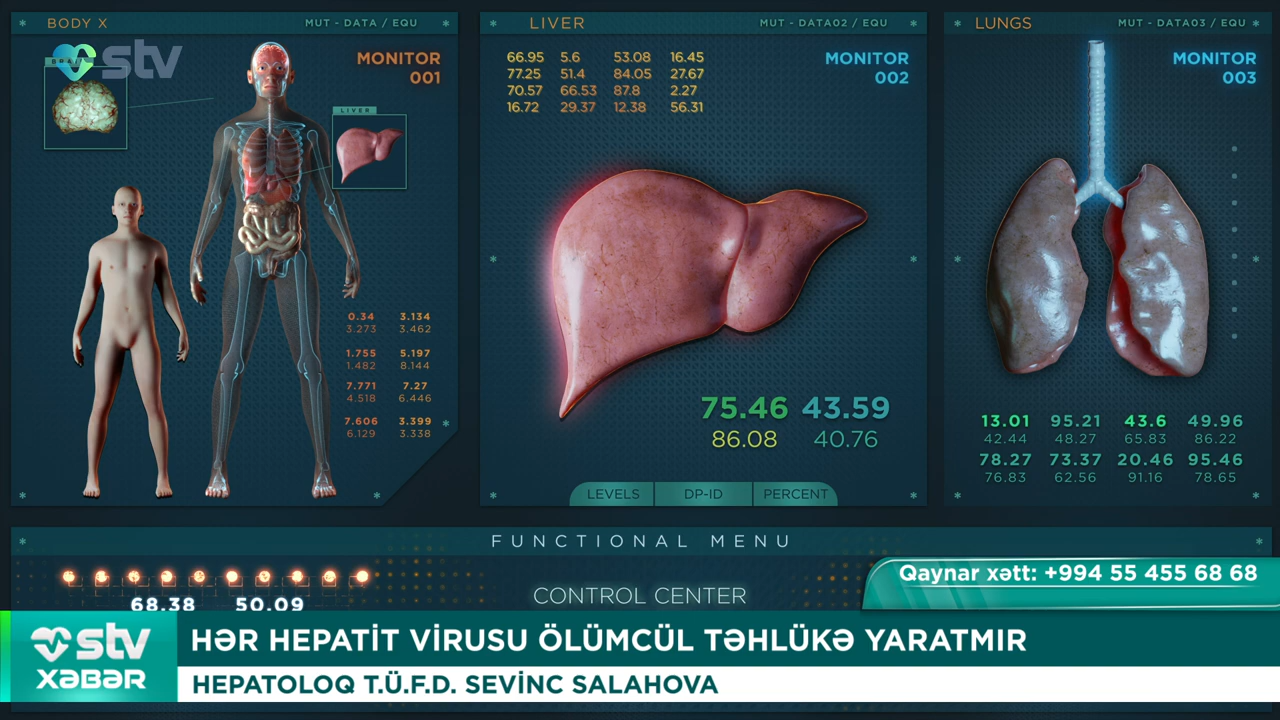 BODY X
MUT - DATA / EQU
stv
BRAIN
MONITOR
001
LIVER
0.34 3.134
3.273 3.462
1.755 5.197
1.482 8.144
7.771 7.27
4.518 6.446
7.606 3.399
6.129 3.338
LIVER
MUT - DATA02 / EQU
66.95 5.6 53.08 16.45
77.25 51.4 84.05 27.67
70.57 66.53 87.8 2.27
16.72 29.37 12.38 56.31
MONITOR
002
75.46 43.59
86.08 40.76
LEVELS DP-ID PERCENT
LUNGS
MUT - DATA03 / EQU
MONITOR
003
13.01 95.21 43.6 49.96
42.44 48.27 65.83 86.22
78.27 73.37 20.46 95.46
76.83 62.56 91.16 78.65
FUNCTIONAL MENU
68.38 50.09
CONTROL CENTER
Qaynar xətt: +994 55 455 68 68
stv
XƏBƏR
HƏR HEPATİT VİRUSU ÖLÜMCÜL TƏHLÜKƏ YARATMIR
HEPATOLOQ T.Ü.F.D. SEVİNC SALAHOVA